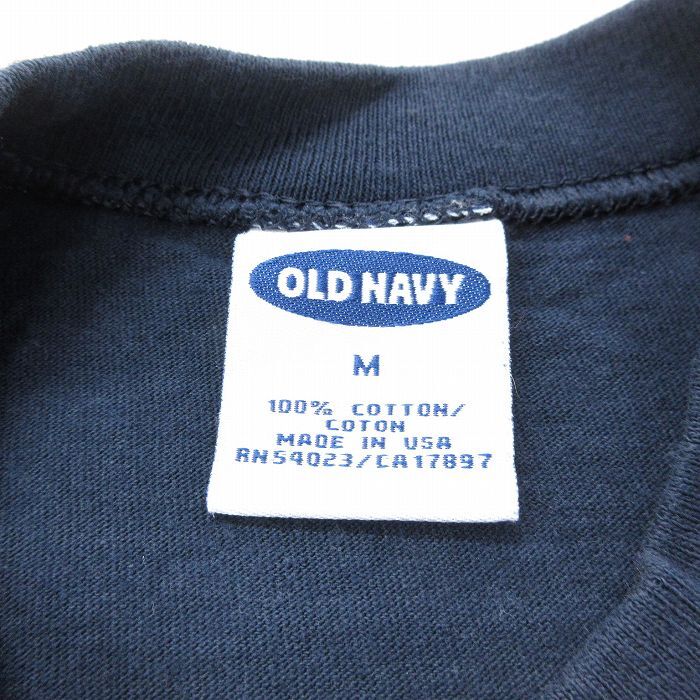 OLD NAVY
M
100% COTTON/
COTON
MADE IN USA
RN54023/CA17897